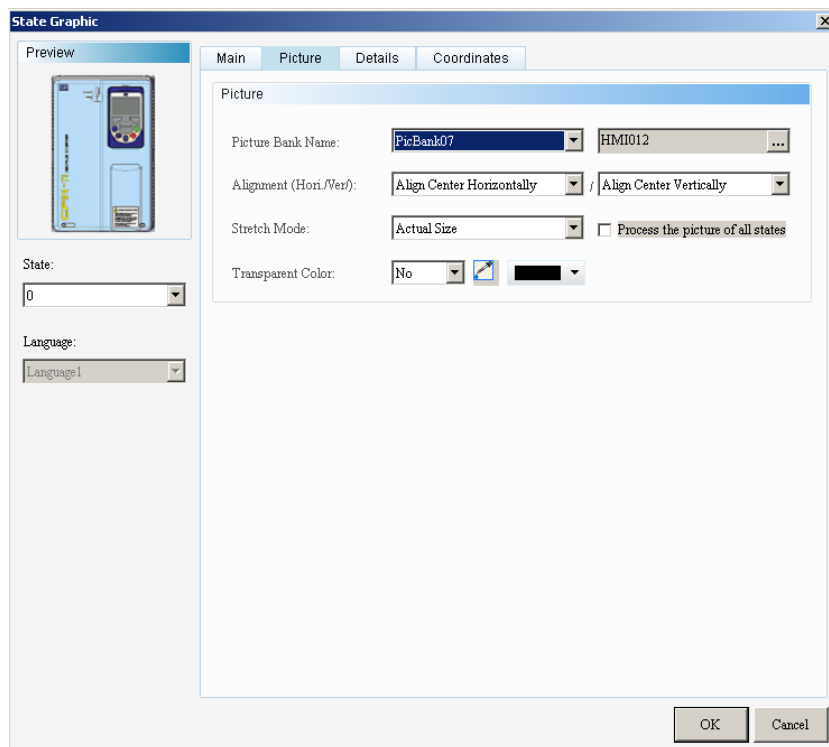 State Graphic
Preview
Main Picture Details Coordinates
Picture
Picture Bank Name: PicBank07 HMI012 ...
Alignment (Hori./Ver/): Align Center Horizontally / Align Center Vertically
Stretch Mode: Actual Size Process the picture of all states
Transparent Color: No
State:
0
Language:
Language1
OK Cancel